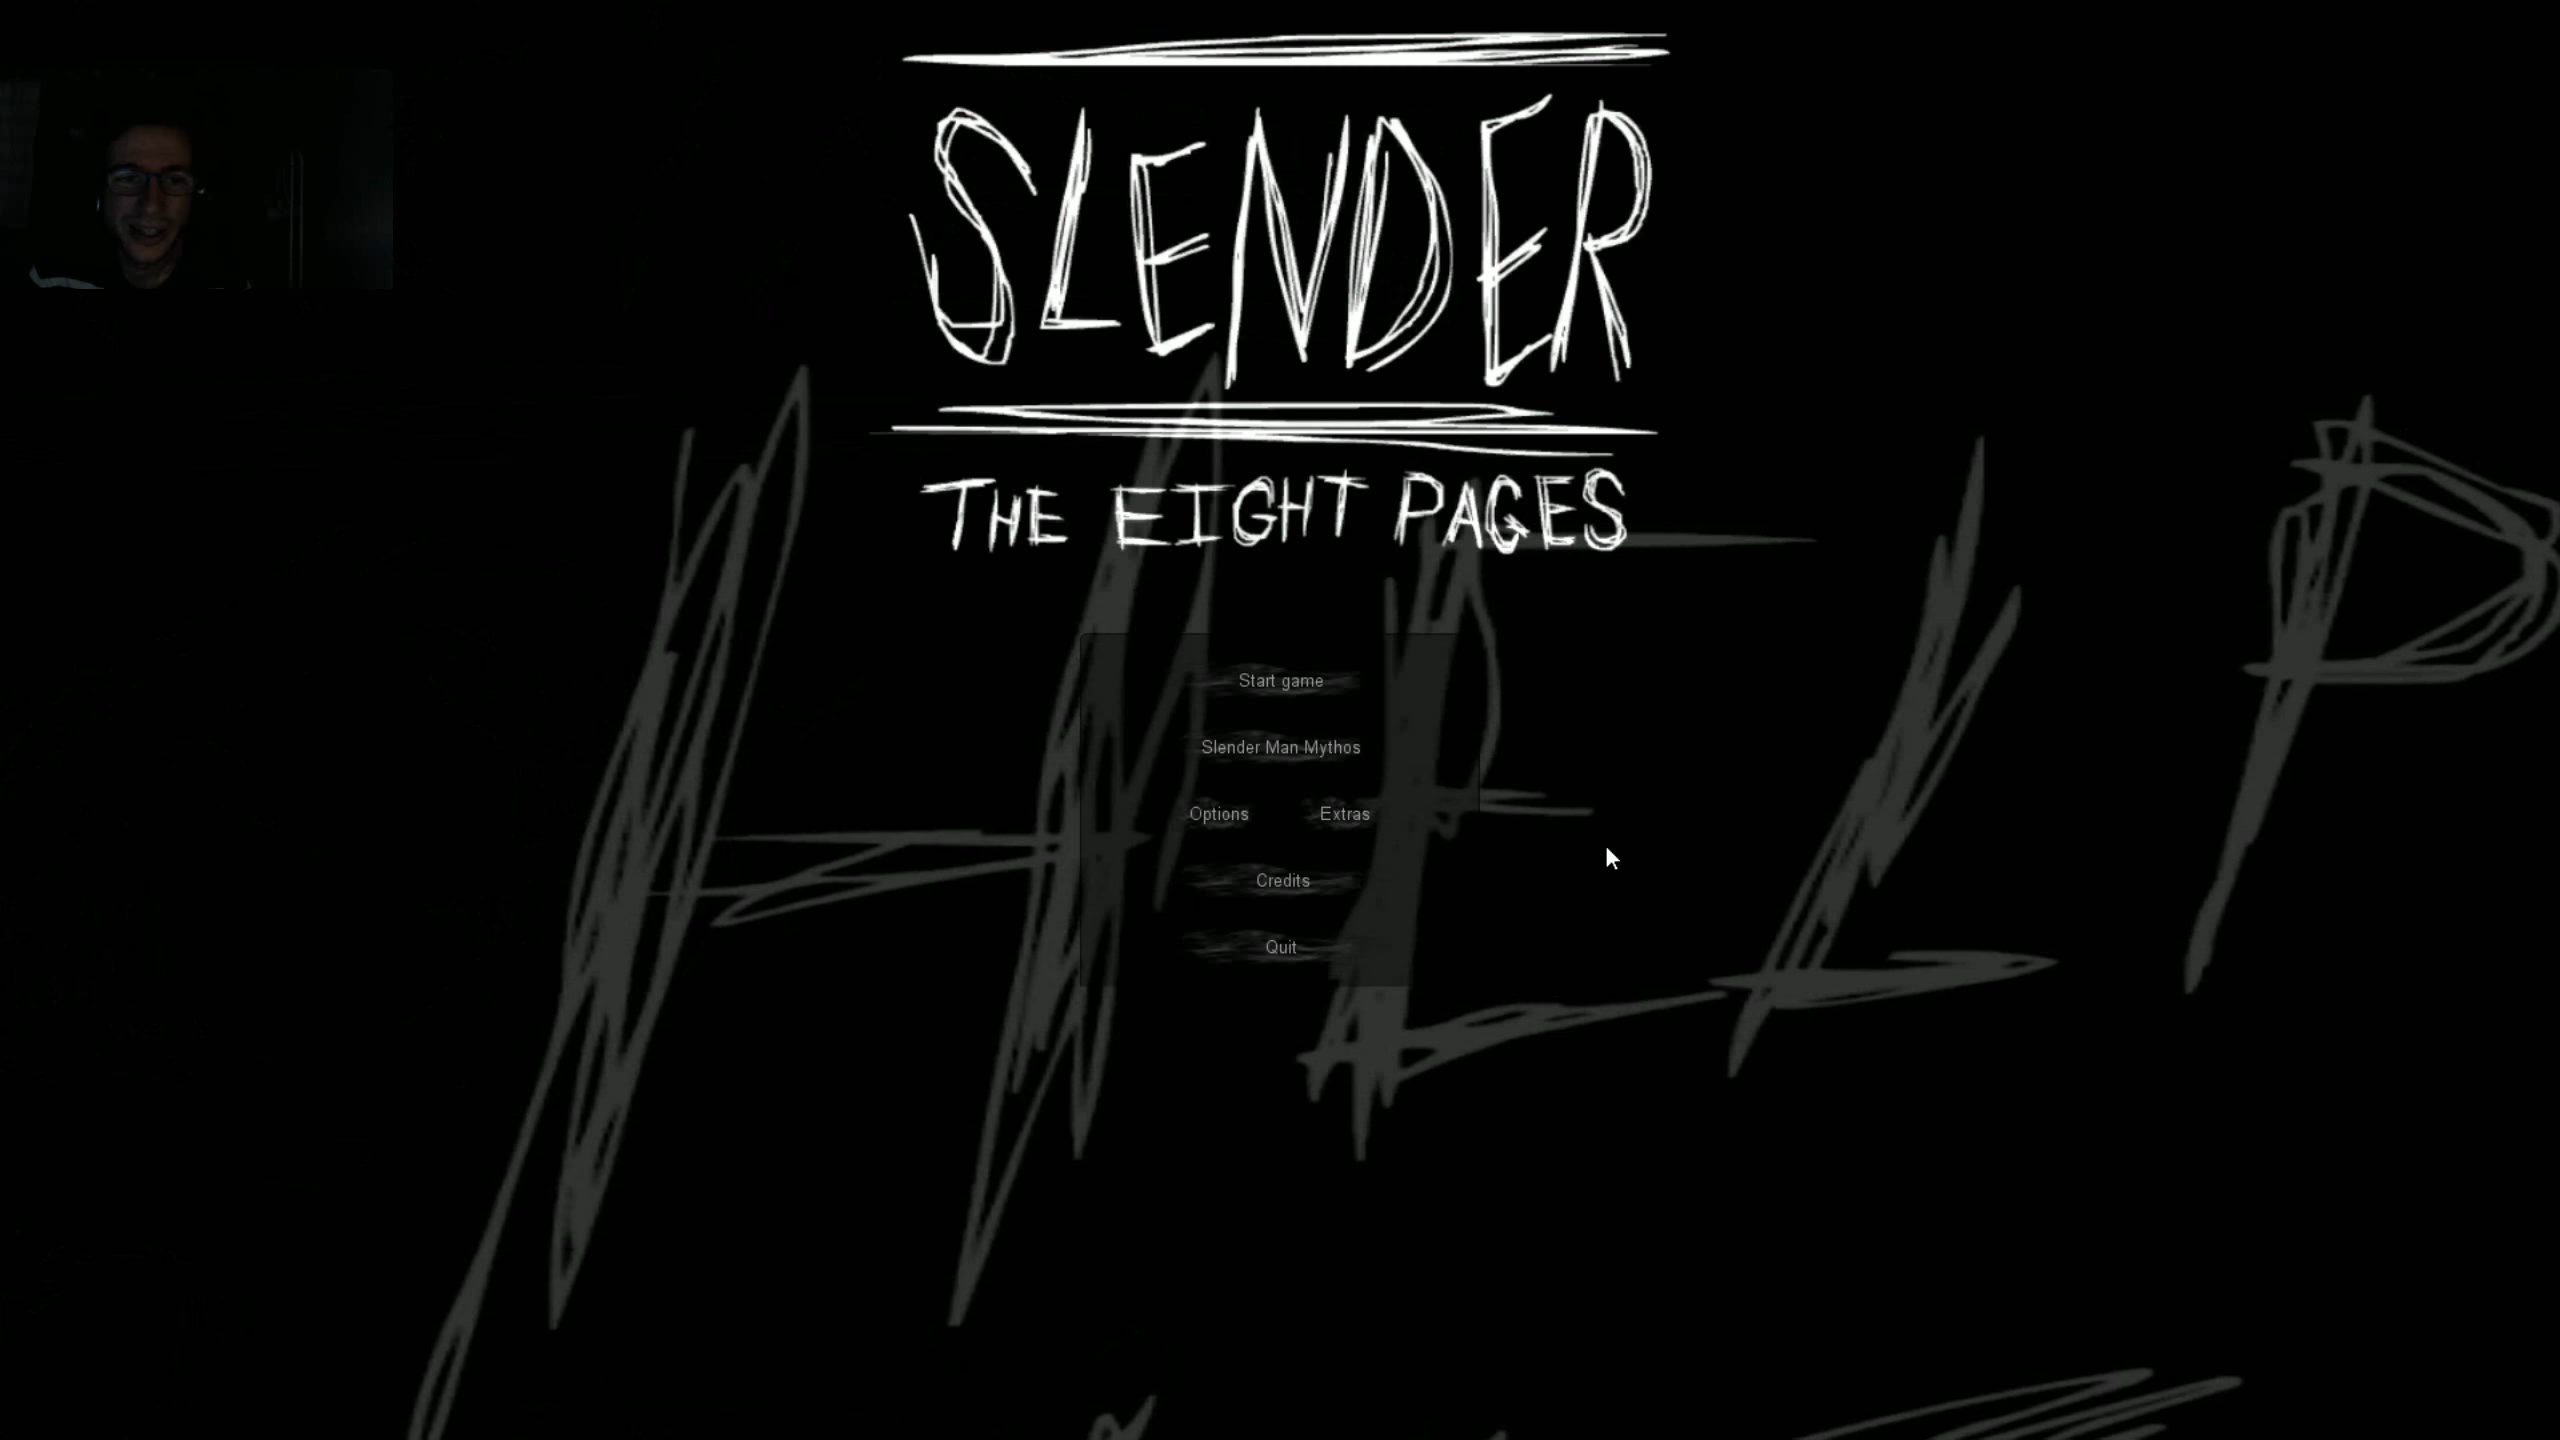 SLENDER
THE EIGHT PAGES
HELP
Start game
Slender Man Mythos
Options Extras
Credits
Quit